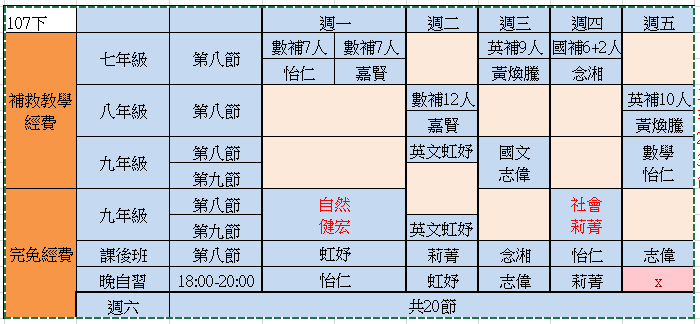 107下 週一 週二 週三 週四 週五
數補7人 數補7人 英補9人 國補6+2人
七年級 第八節
怡仁 嘉賢 黃煥騰 念湘
補救教學
經費
八年級 第八節
數補12人 英補10人
嘉賢 黃煥騰
九年級
第八節 英文虹妤 國文 數學
第九節 志偉 怡仁
完免經費
九年級
第八節 自然 社會
第九節 健宏 英文虹妤 莉菁
課後班 第八節 虹妤 莉菁 念湘 怡仁 志偉
晚自習 18:00-20:00 怡仁 虹妤 志偉 莉菁 x
週六 共20節